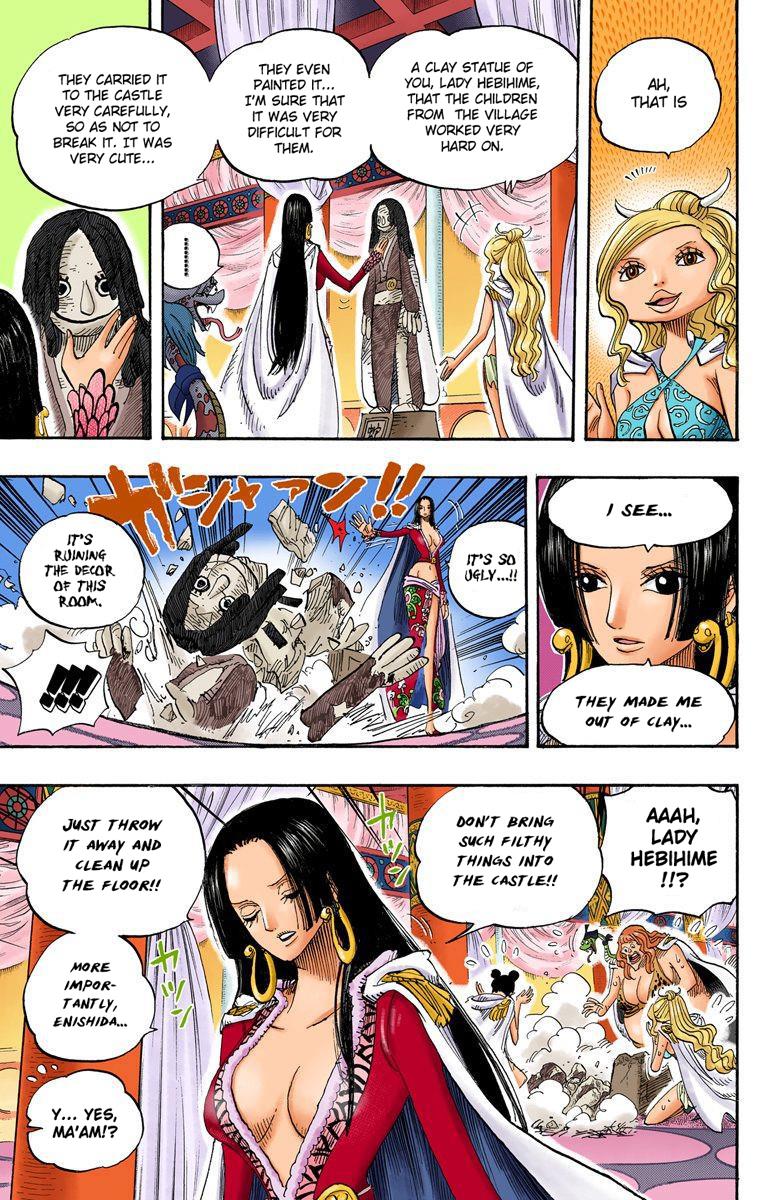 AH,
THAT IS
A CLAY STATUE OF
YOU, LADY HEBIHIME,
THAT THE CHILDREN
FROM THE VILLAGE
WORKED VERY
HARD ON.
THEY EVEN
PAINTED IT...
I'M SURE THAT
IT WAS VERY
DIFFICULT FOR
THEM.
THEY CARRIED IT
TO THE CASTLE
VERY CAREFULLY,
SO AS NOT TO
BREAK IT. IT WAS
VERY CUTE...
I SEE...
THEY MADE ME
OUT OF CLAY...
ガシャァン!!
IT'S SO
UGLY...!!
IT'S
RUINING
THE DECOR
OF THIS
ROOM.
!!!
AAAH,
LADY
HEBIHIME
!!?
DON'T BRING
SUCH FILTHY
THINGS INTO
THE CASTLE!!
JUST THROW
IT AWAY AND
CLEAN UP
THE FLOOR!!
MORE
IMPOR-
TANTLY,
ENISHIDA...
Y... YES,
MA'AM!?